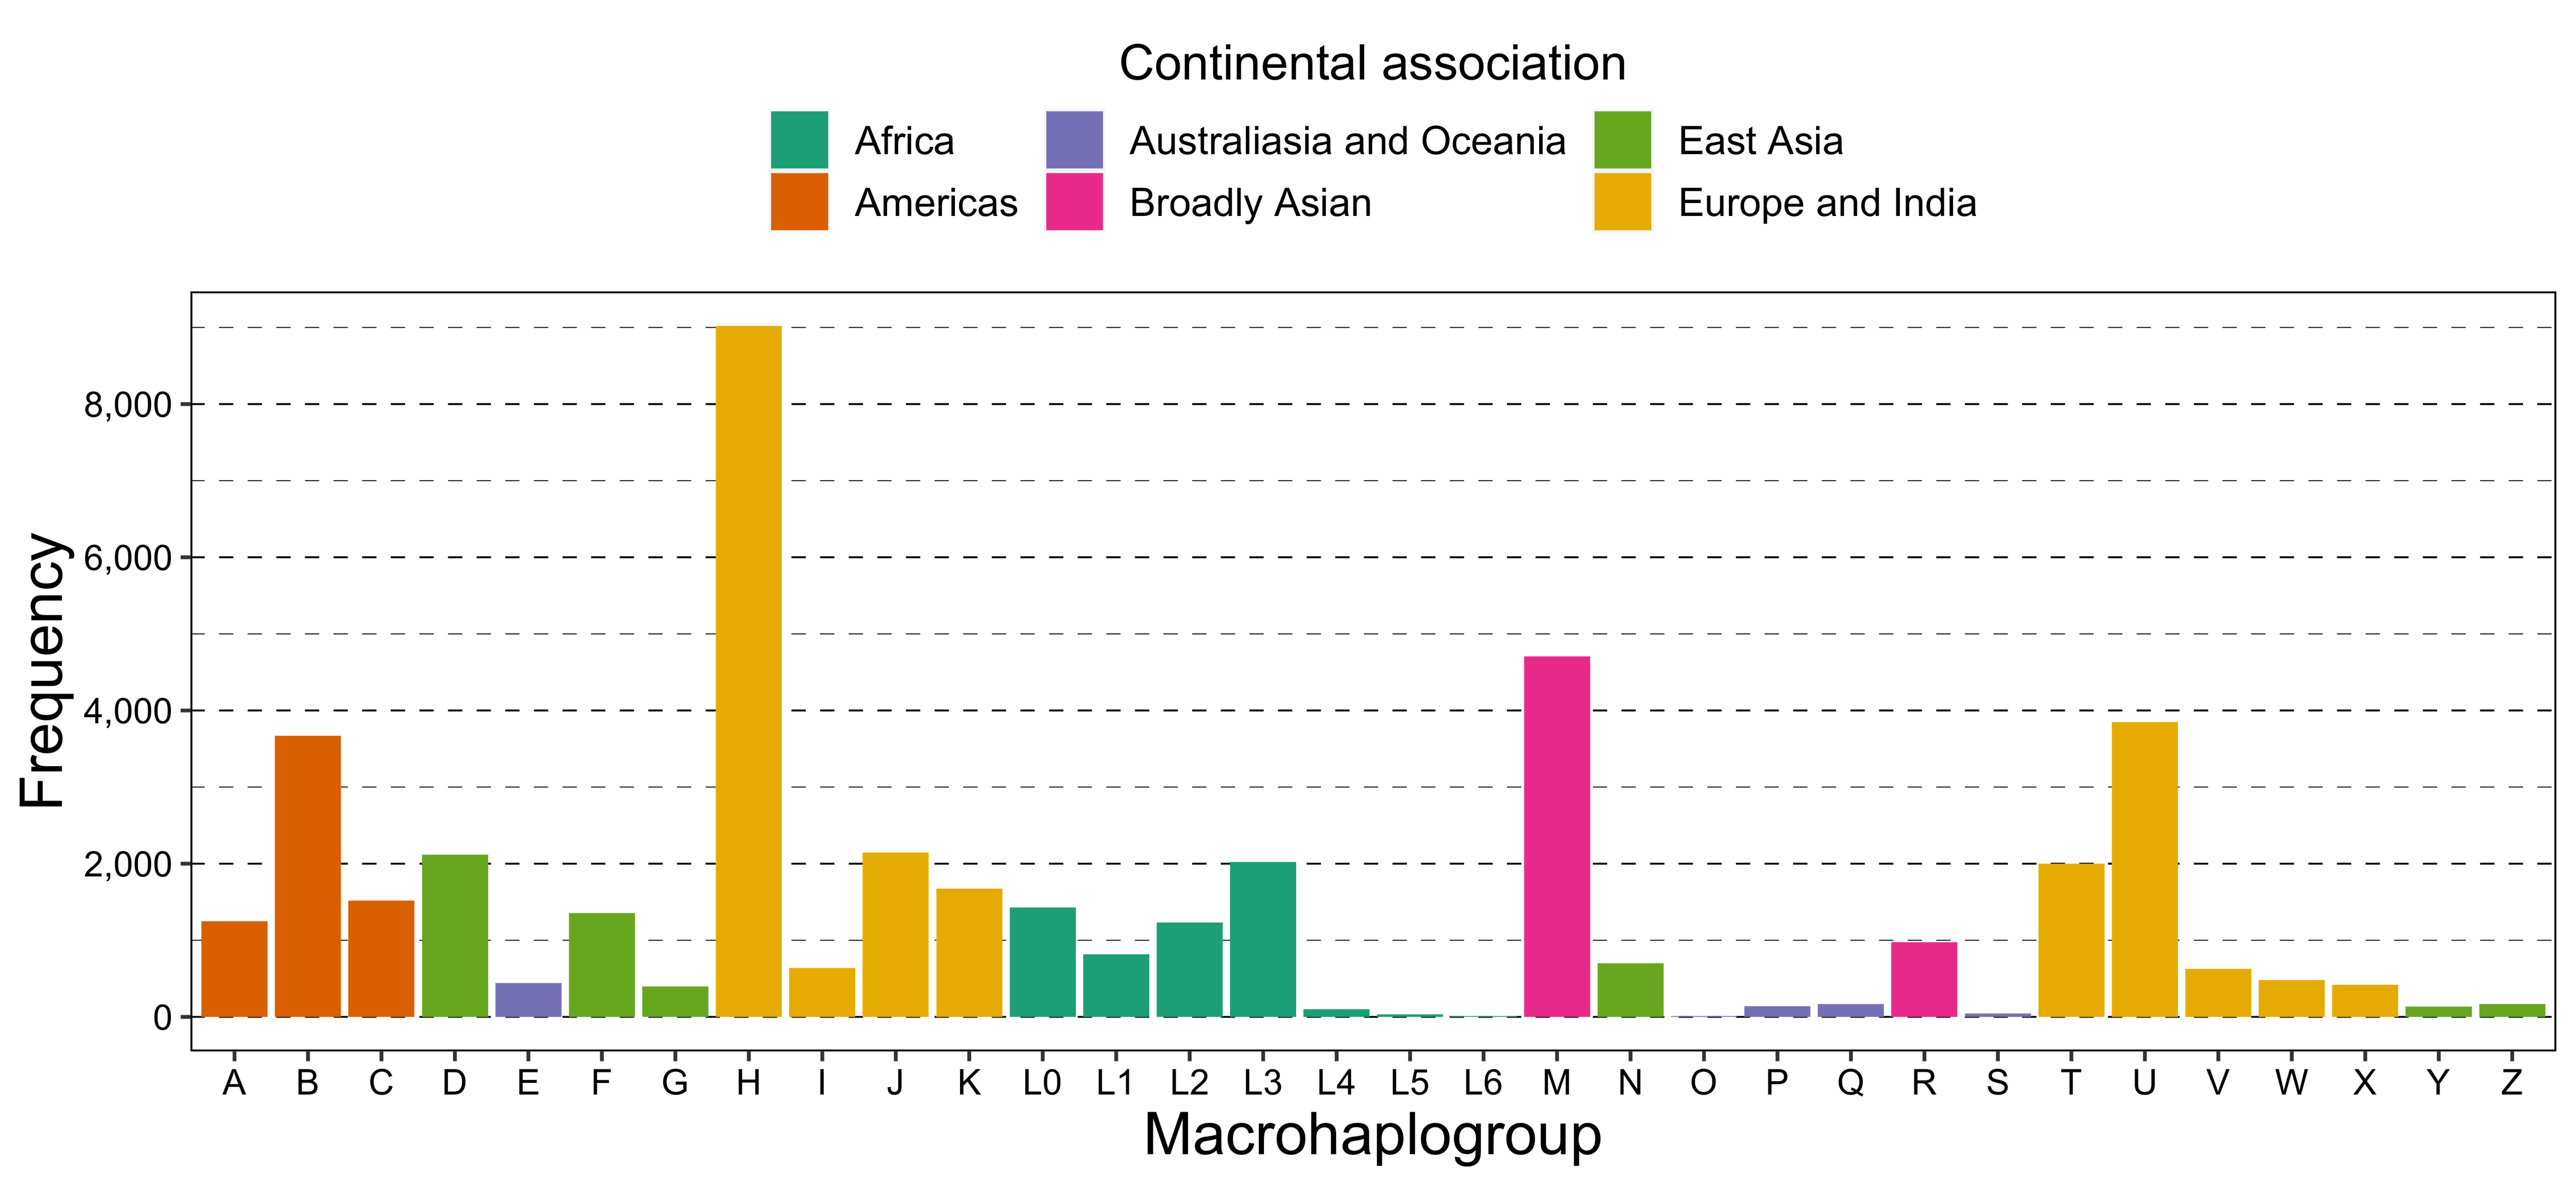 Continental association
Africa Australiasia and Oceania East Asia
Americas Broadly Asian Europe and India
Frequency
8,000
6,000
4,000
2,000
0
A B C D E F G H I J K L0 L1 L2 L3 L4 L5 L6 M N O P Q R S T U V W X Y Z
Macrohaplogroup